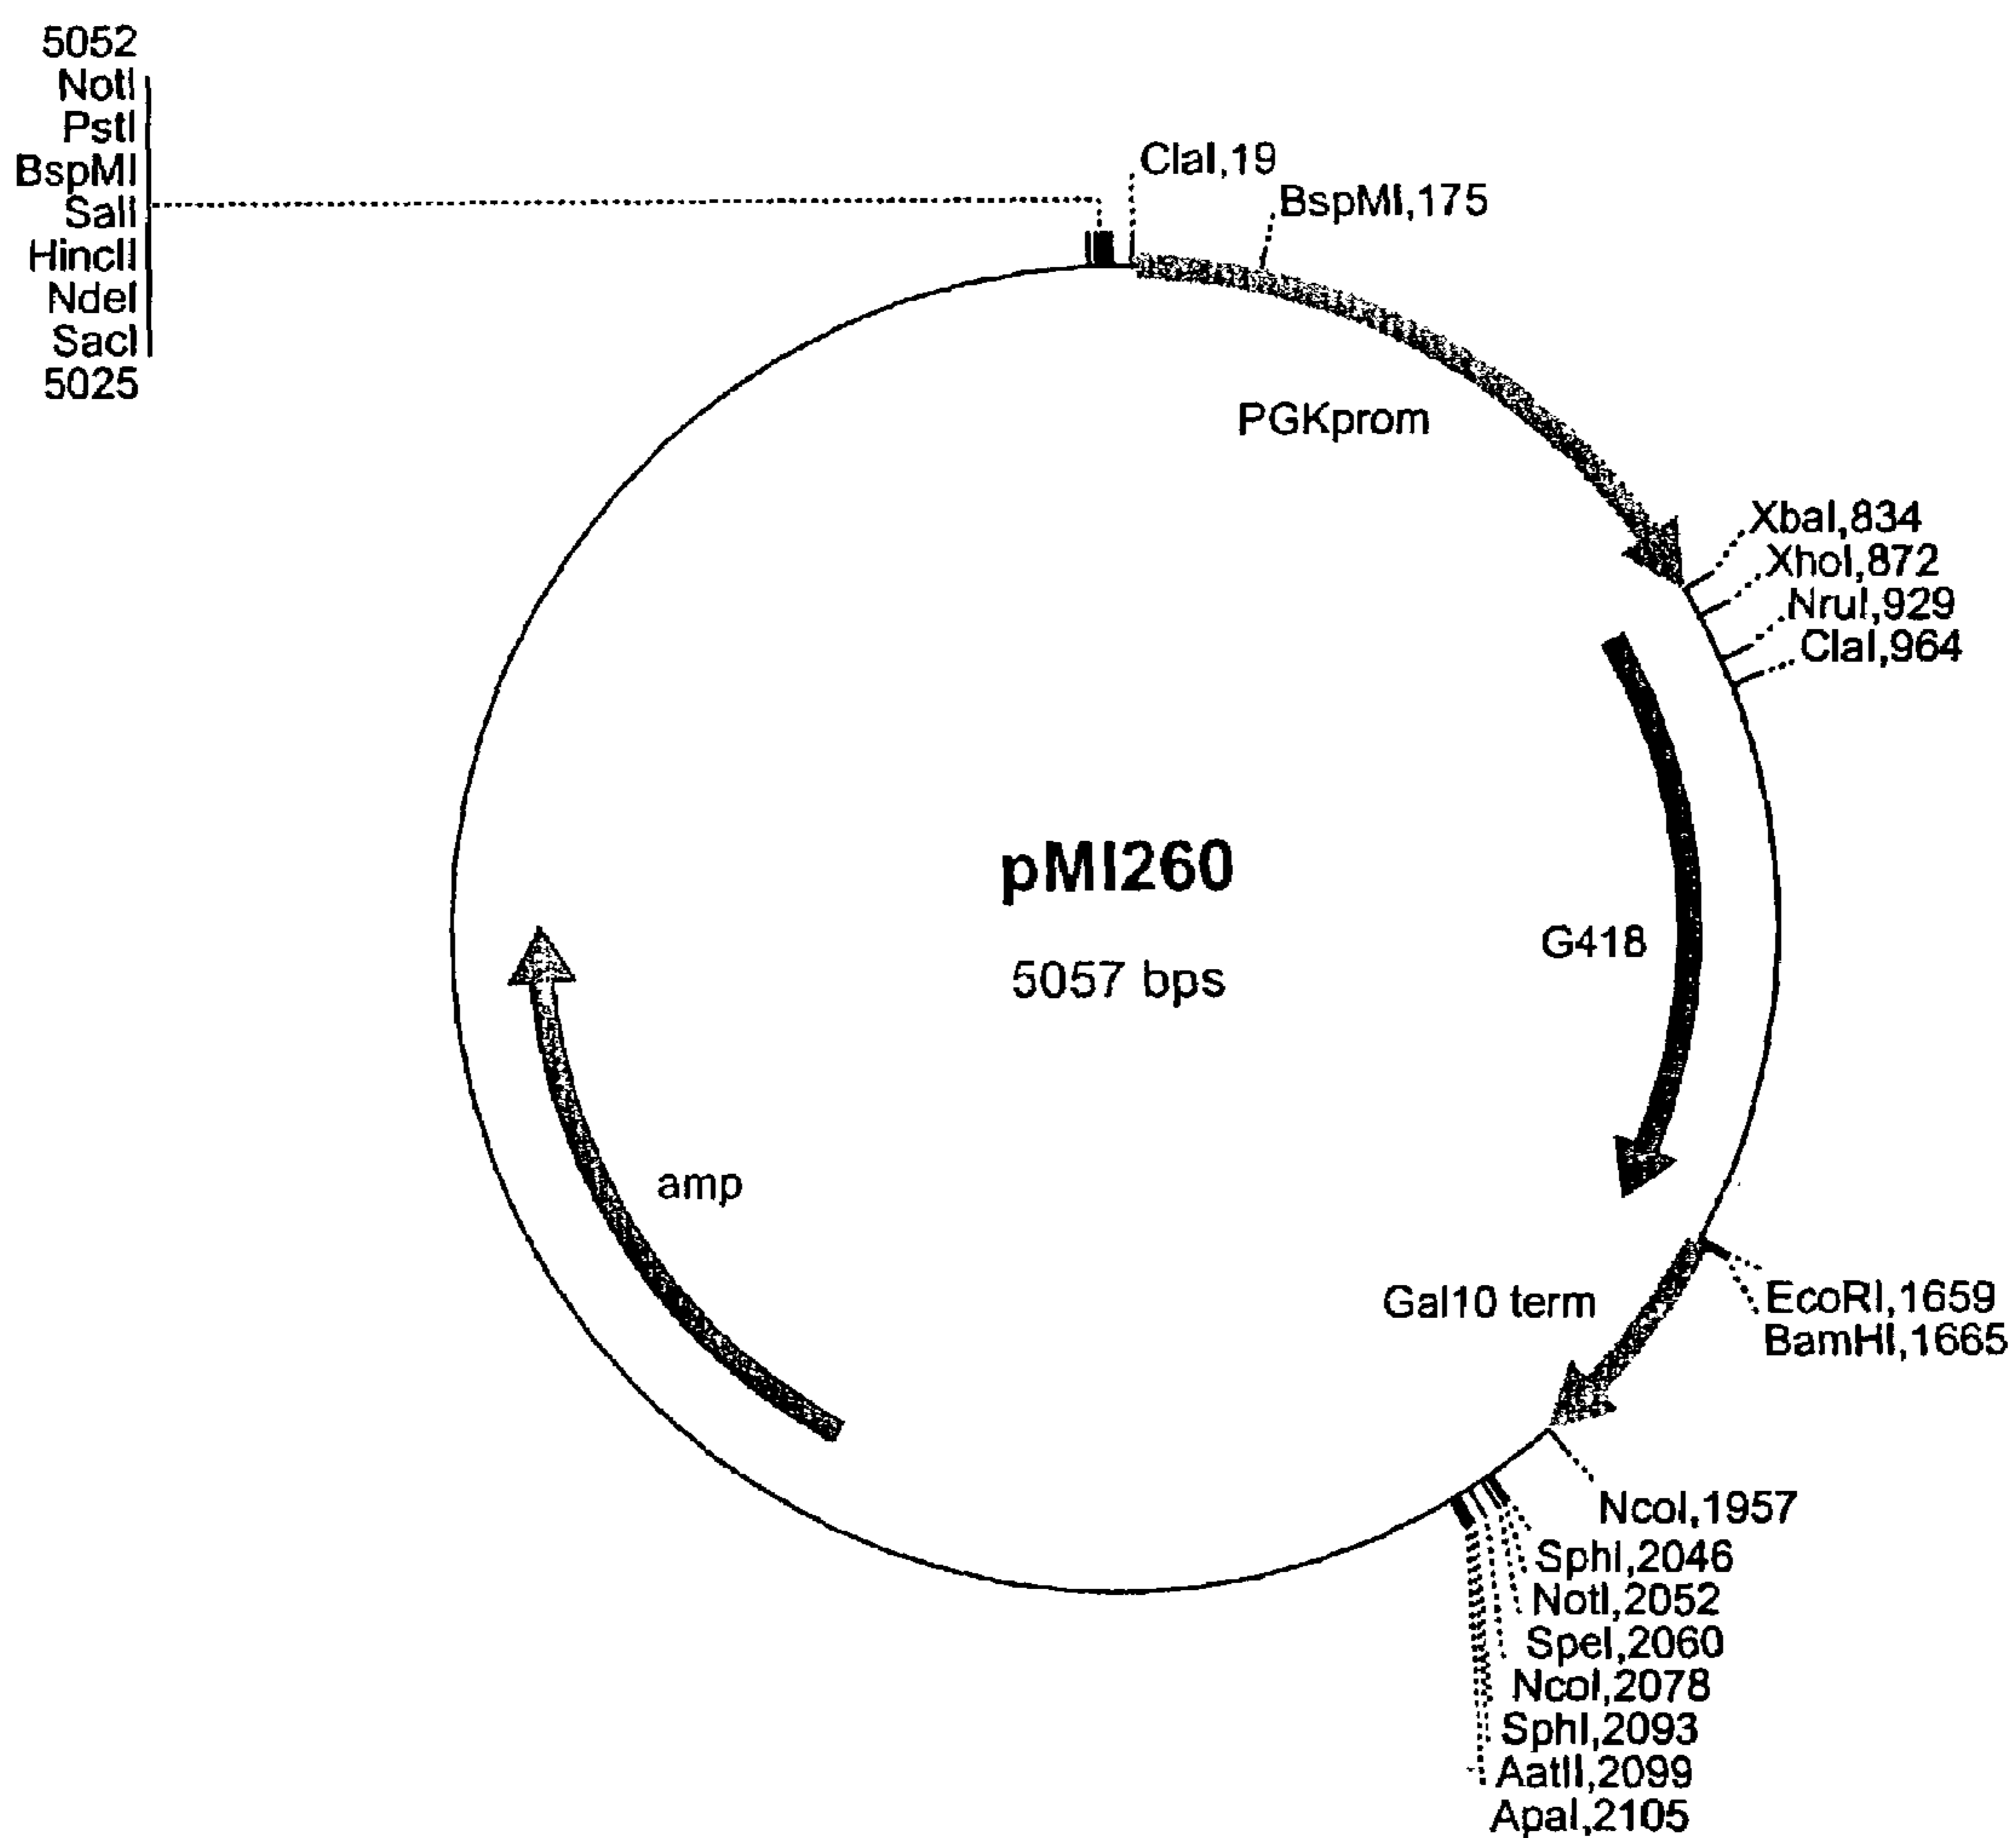 5052
NotI
PstI
BspMI
SalI
HincII
NdeI
SacI
5025
ClaI,19
BspMI,175
PGKprom
XbaI,834
XhoI,872
NruI,929
ClaI,964
pMI260
5057 bps
G418
amp
Gal10 term
EcoRI,1659
BamHI,1665
NcoI,1957
SphI,2046
NotI,2052
SpeI,2060
NcoI,2078
SphI,2093
AatII,2099
ApaI,2105